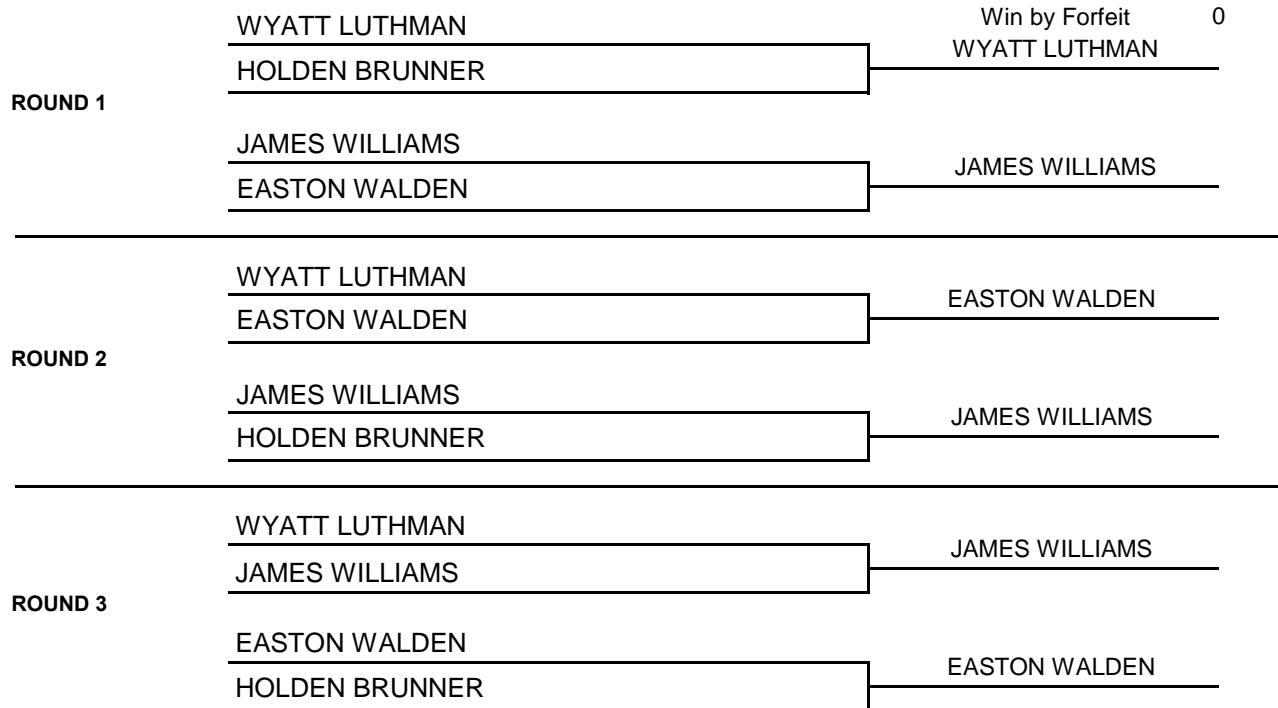 WYATT LUTHMAN
Win by Forfeit 0
WYATT LUTHMAN
HOLDEN BRUNNER
ROUND 1
JAMES WILLIAMS
JAMES WILLIAMS
EASTON WALDEN
WYATT LUTHMAN
EASTON WALDEN
EASTON WALDEN
ROUND 2
JAMES WILLIAMS
JAMES WILLIAMS
HOLDEN BRUNNER
WYATT LUTHMAN
JAMES WILLIAMS
JAMES WILLIAMS
ROUND 3
EASTON WALDEN
EASTON WALDEN
HOLDEN BRUNNER